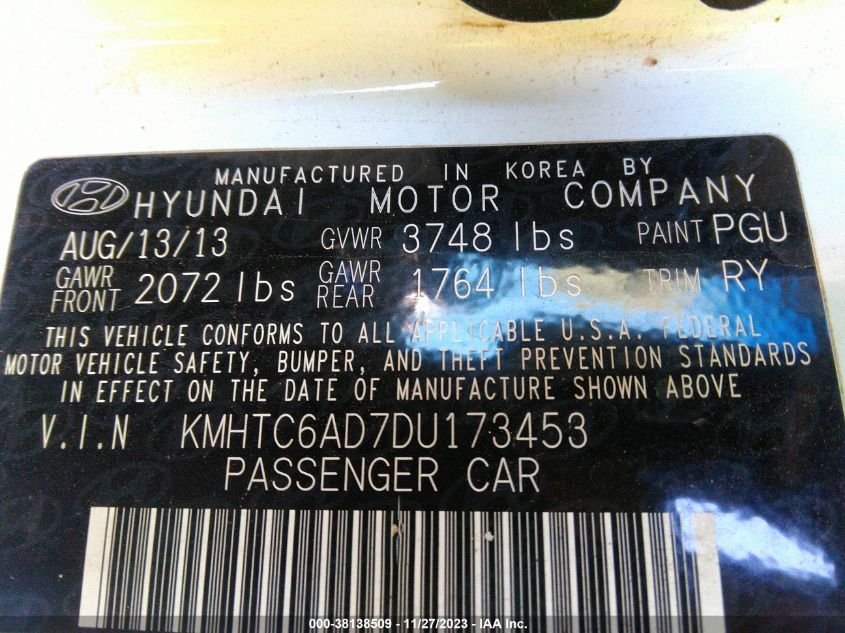 MANUFACTURED IN KOREA BY
HYUNDAI MOTOR COMPANY
AUG/13/13 GVWR 3748 lbs PAINT PGU
GAWR FRONT 2072 lbs GAWR REAR 1764 lbs TRIM RY
THIS VEHICLE CONFORMS TO ALL APPLICABLE U.S.A. FEDERAL
MOTOR VEHICLE SAFETY, BUMPER, AND THEFT PREVENTION STANDARDS
IN EFFECT ON THE DATE OF MANUFACTURE SHOWN ABOVE
V.I.N KMHTC6AD7DU173453
PASSENGER CAR
000-38138509 - 11/27/2023 - IAA Inc.